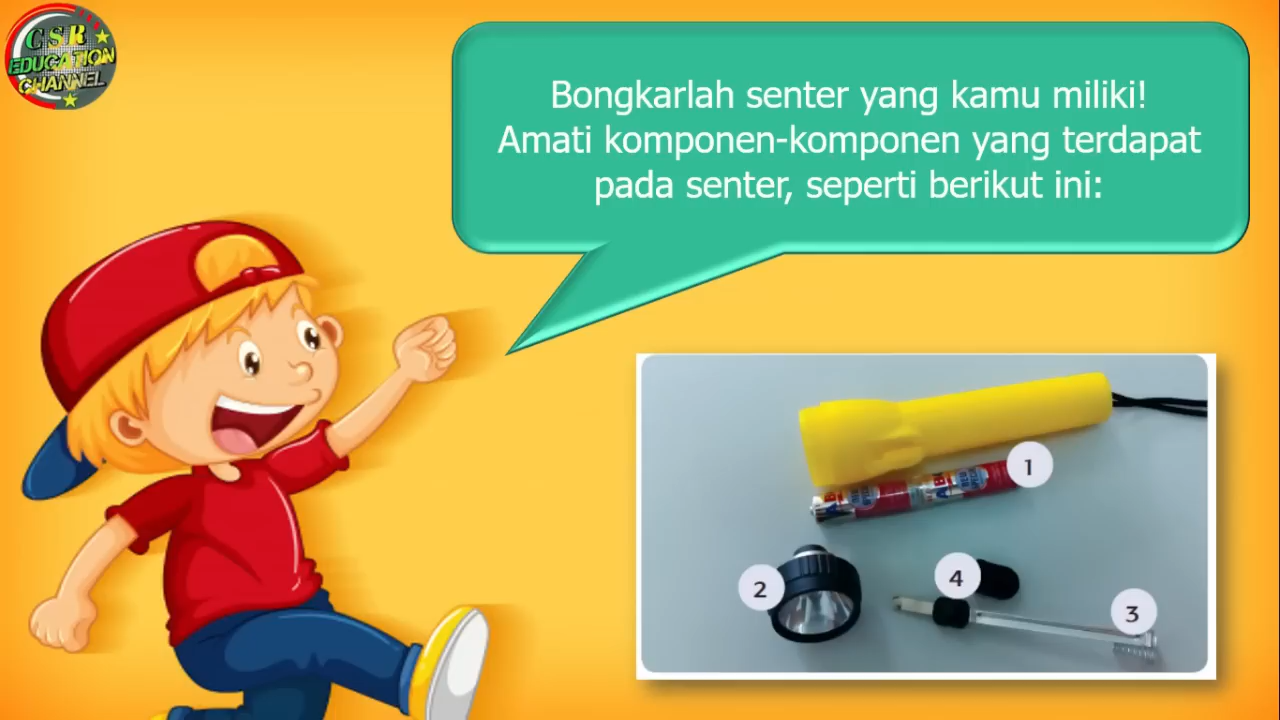 CSR
EDUCATION
CHANNEL
Bongkarlah senter yang kamu miliki!
Amati komponen-komponen yang terdapat
pada senter, seperti berikut ini:
1
2
4
3